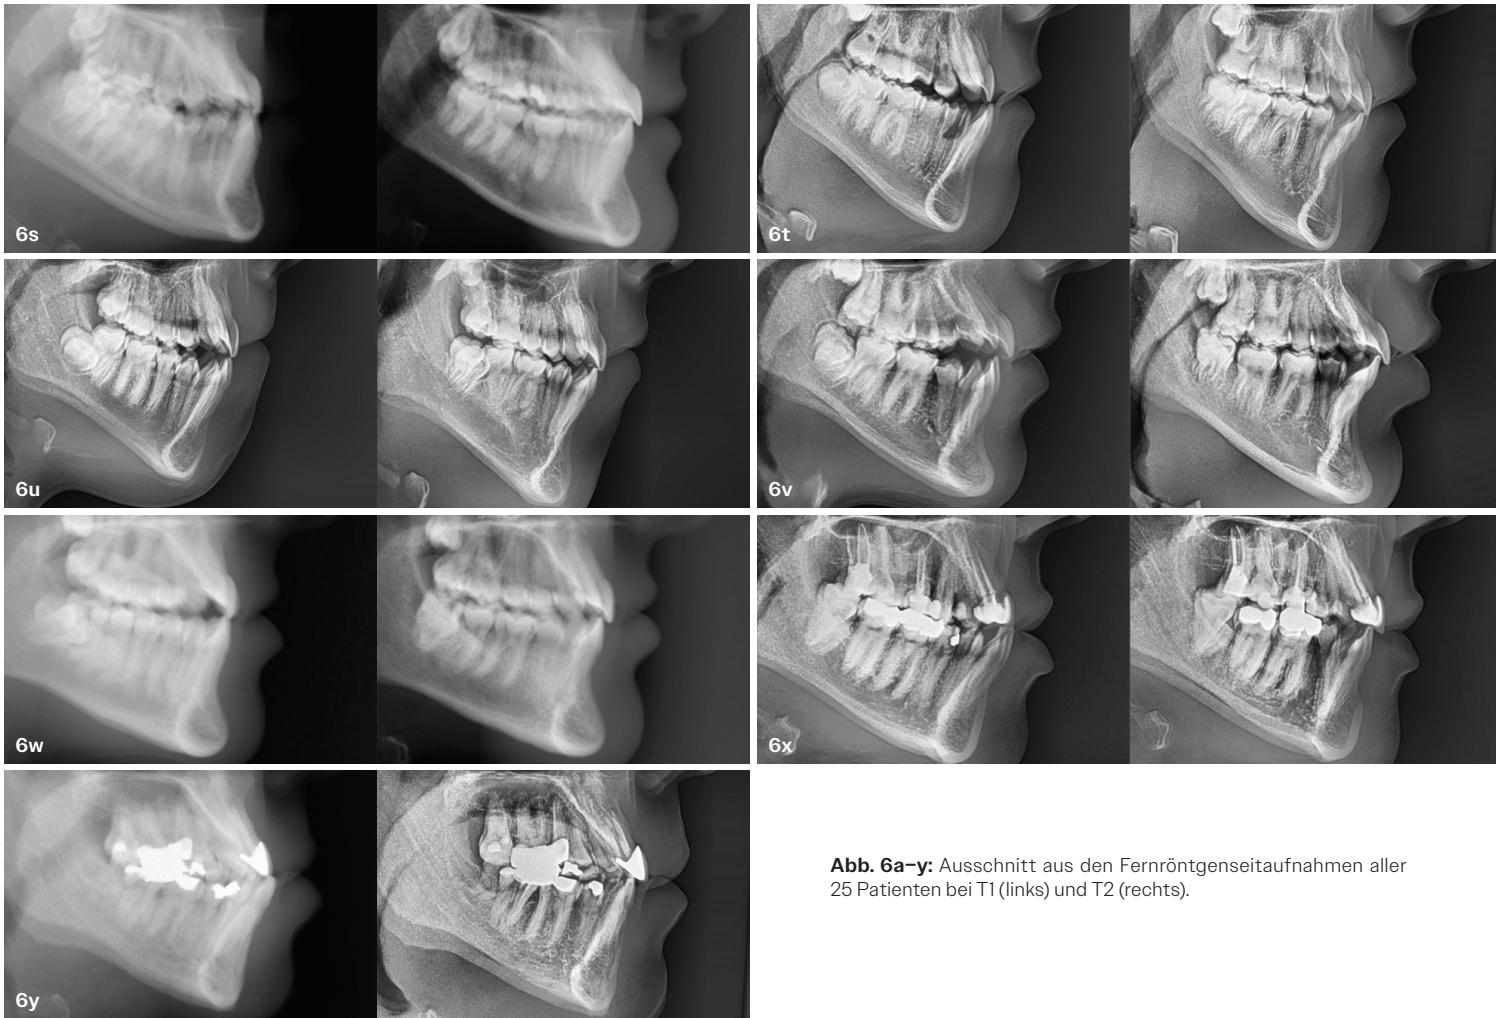 6s
6t
6u
6v
6w
6x
6y
Abb. 6a–y: Ausschnitt aus den Fernröntgenseitaufnahmen aller
25 Patienten bei T1 (links) und T2 (rechts).